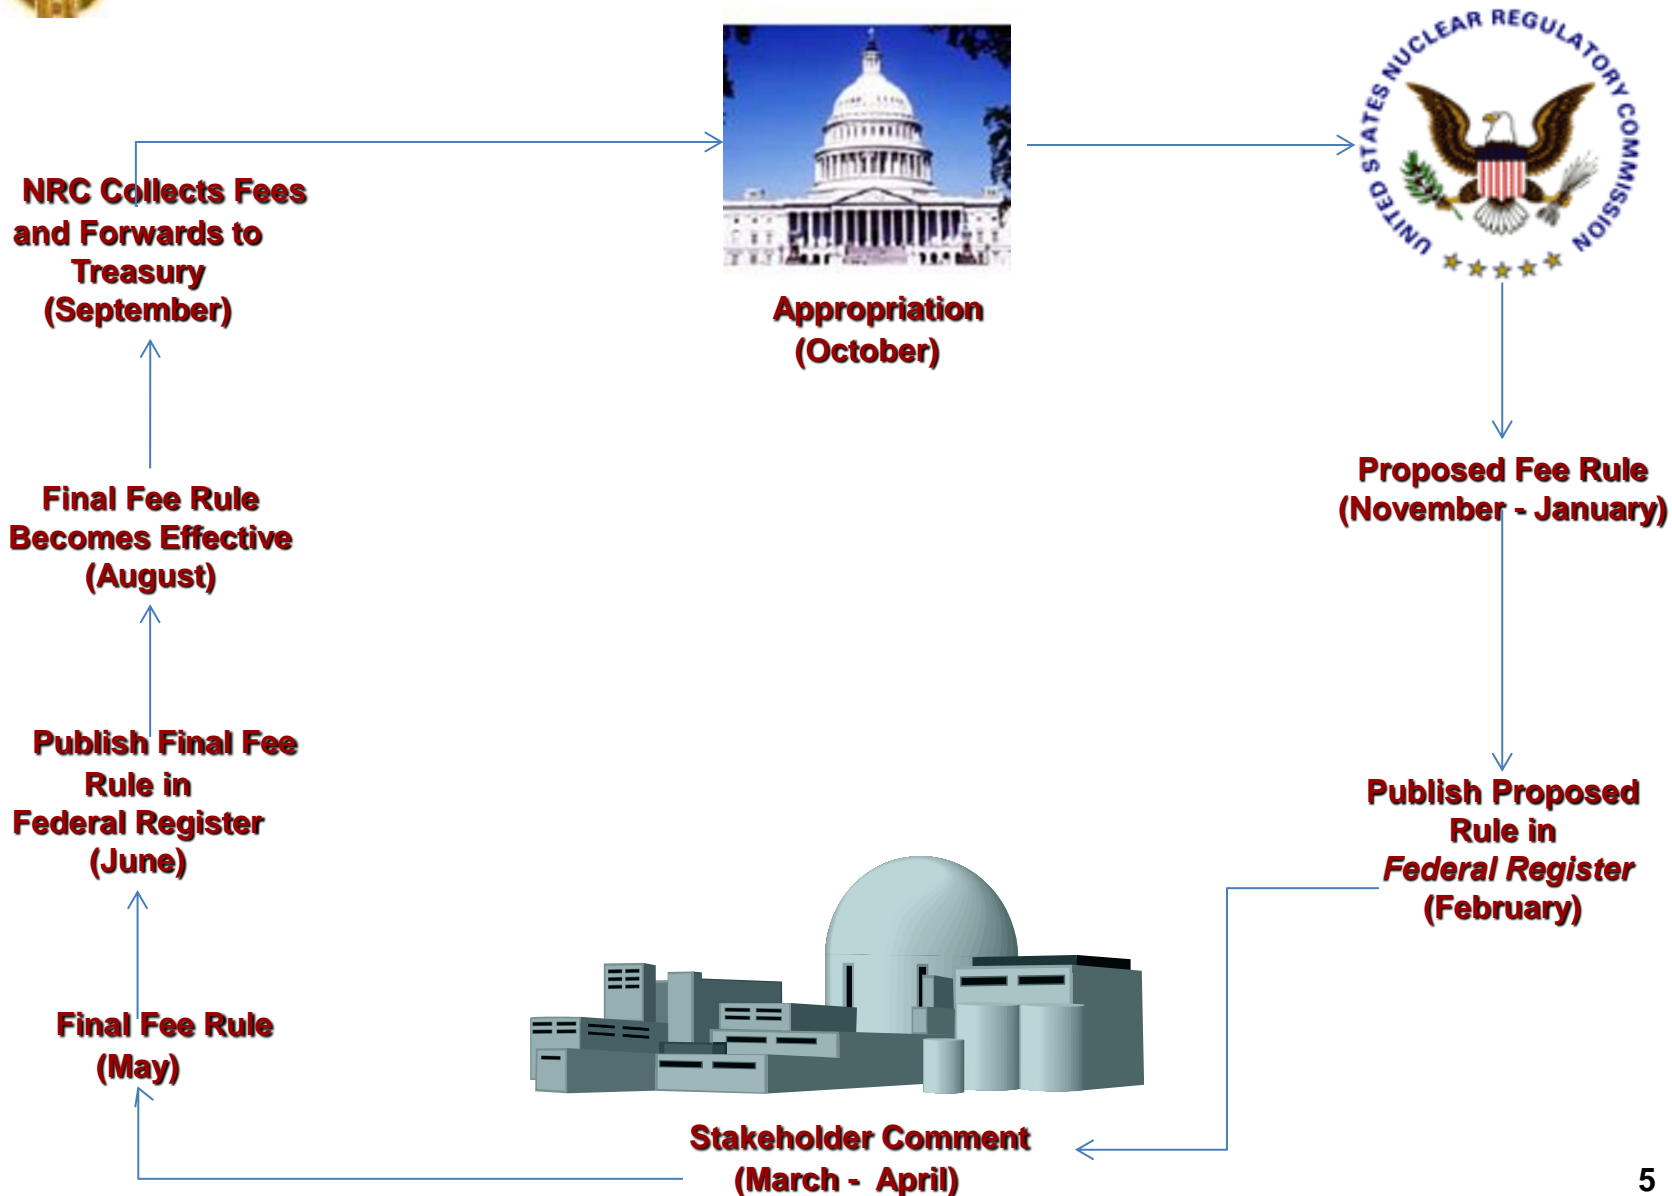 UNITED STATES NUCLEAR REGULATORY COMMISSION
NRC Collects Fees
and Forwards to
Treasury
(September)
Appropriation
(October)
Proposed Fee Rule
(November - January)
Final Fee Rule
Becomes Effective
(August)
Publish Final Fee
Rule in
Federal Register
(June)
Publish Proposed
Rule in
Federal Register
(February)
Final Fee Rule
(May)
Stakeholder Comment
(March - April)
5